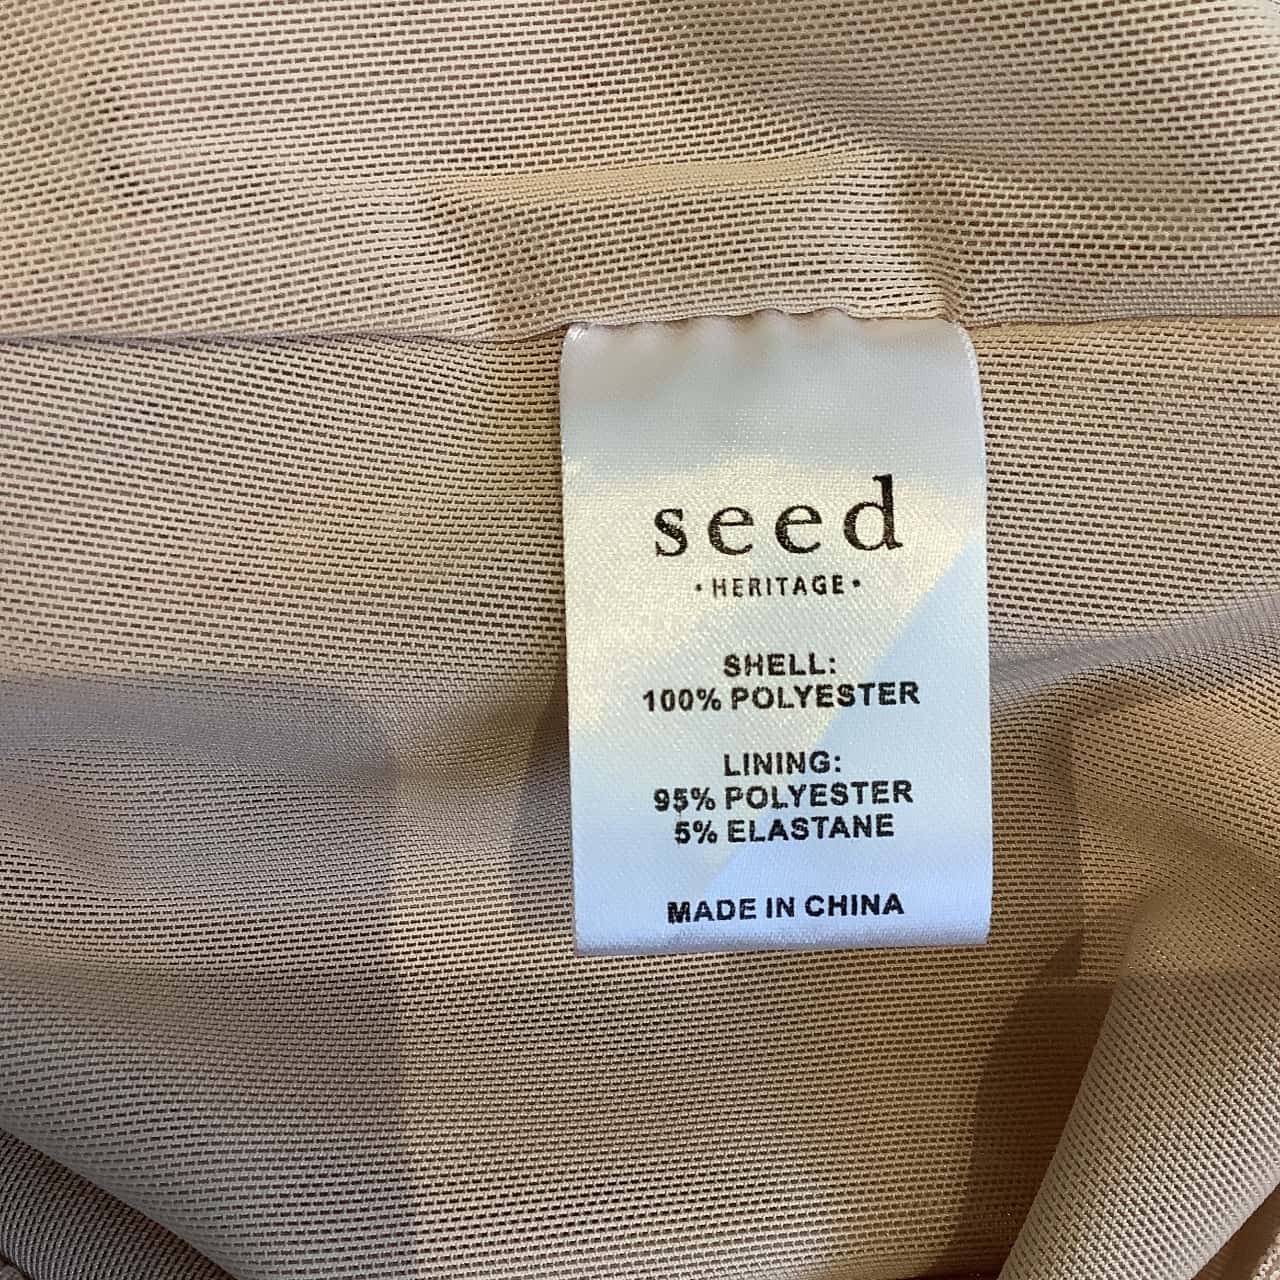 seed
• HERITAGE •
SHELL:
100% POLYESTER
LINING:
95% POLYESTER
5% ELASTANE
MADE IN CHINA